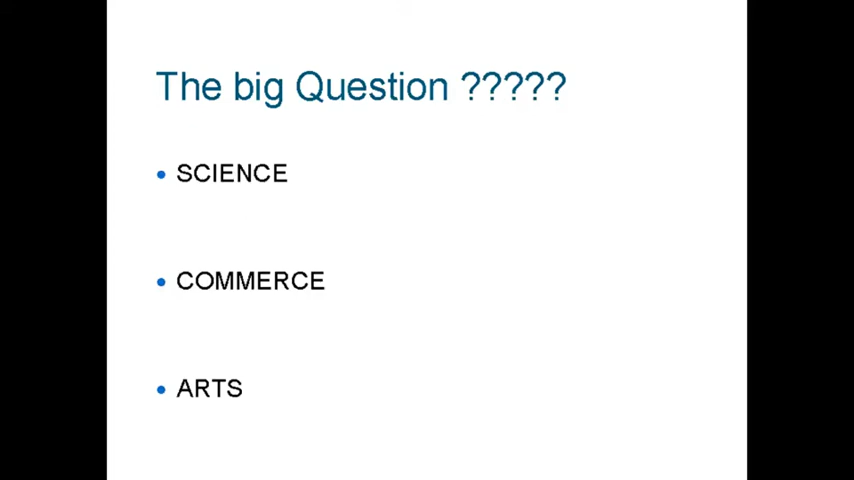 The big Question ?????
• SCIENCE
• COMMERCE
• ARTS